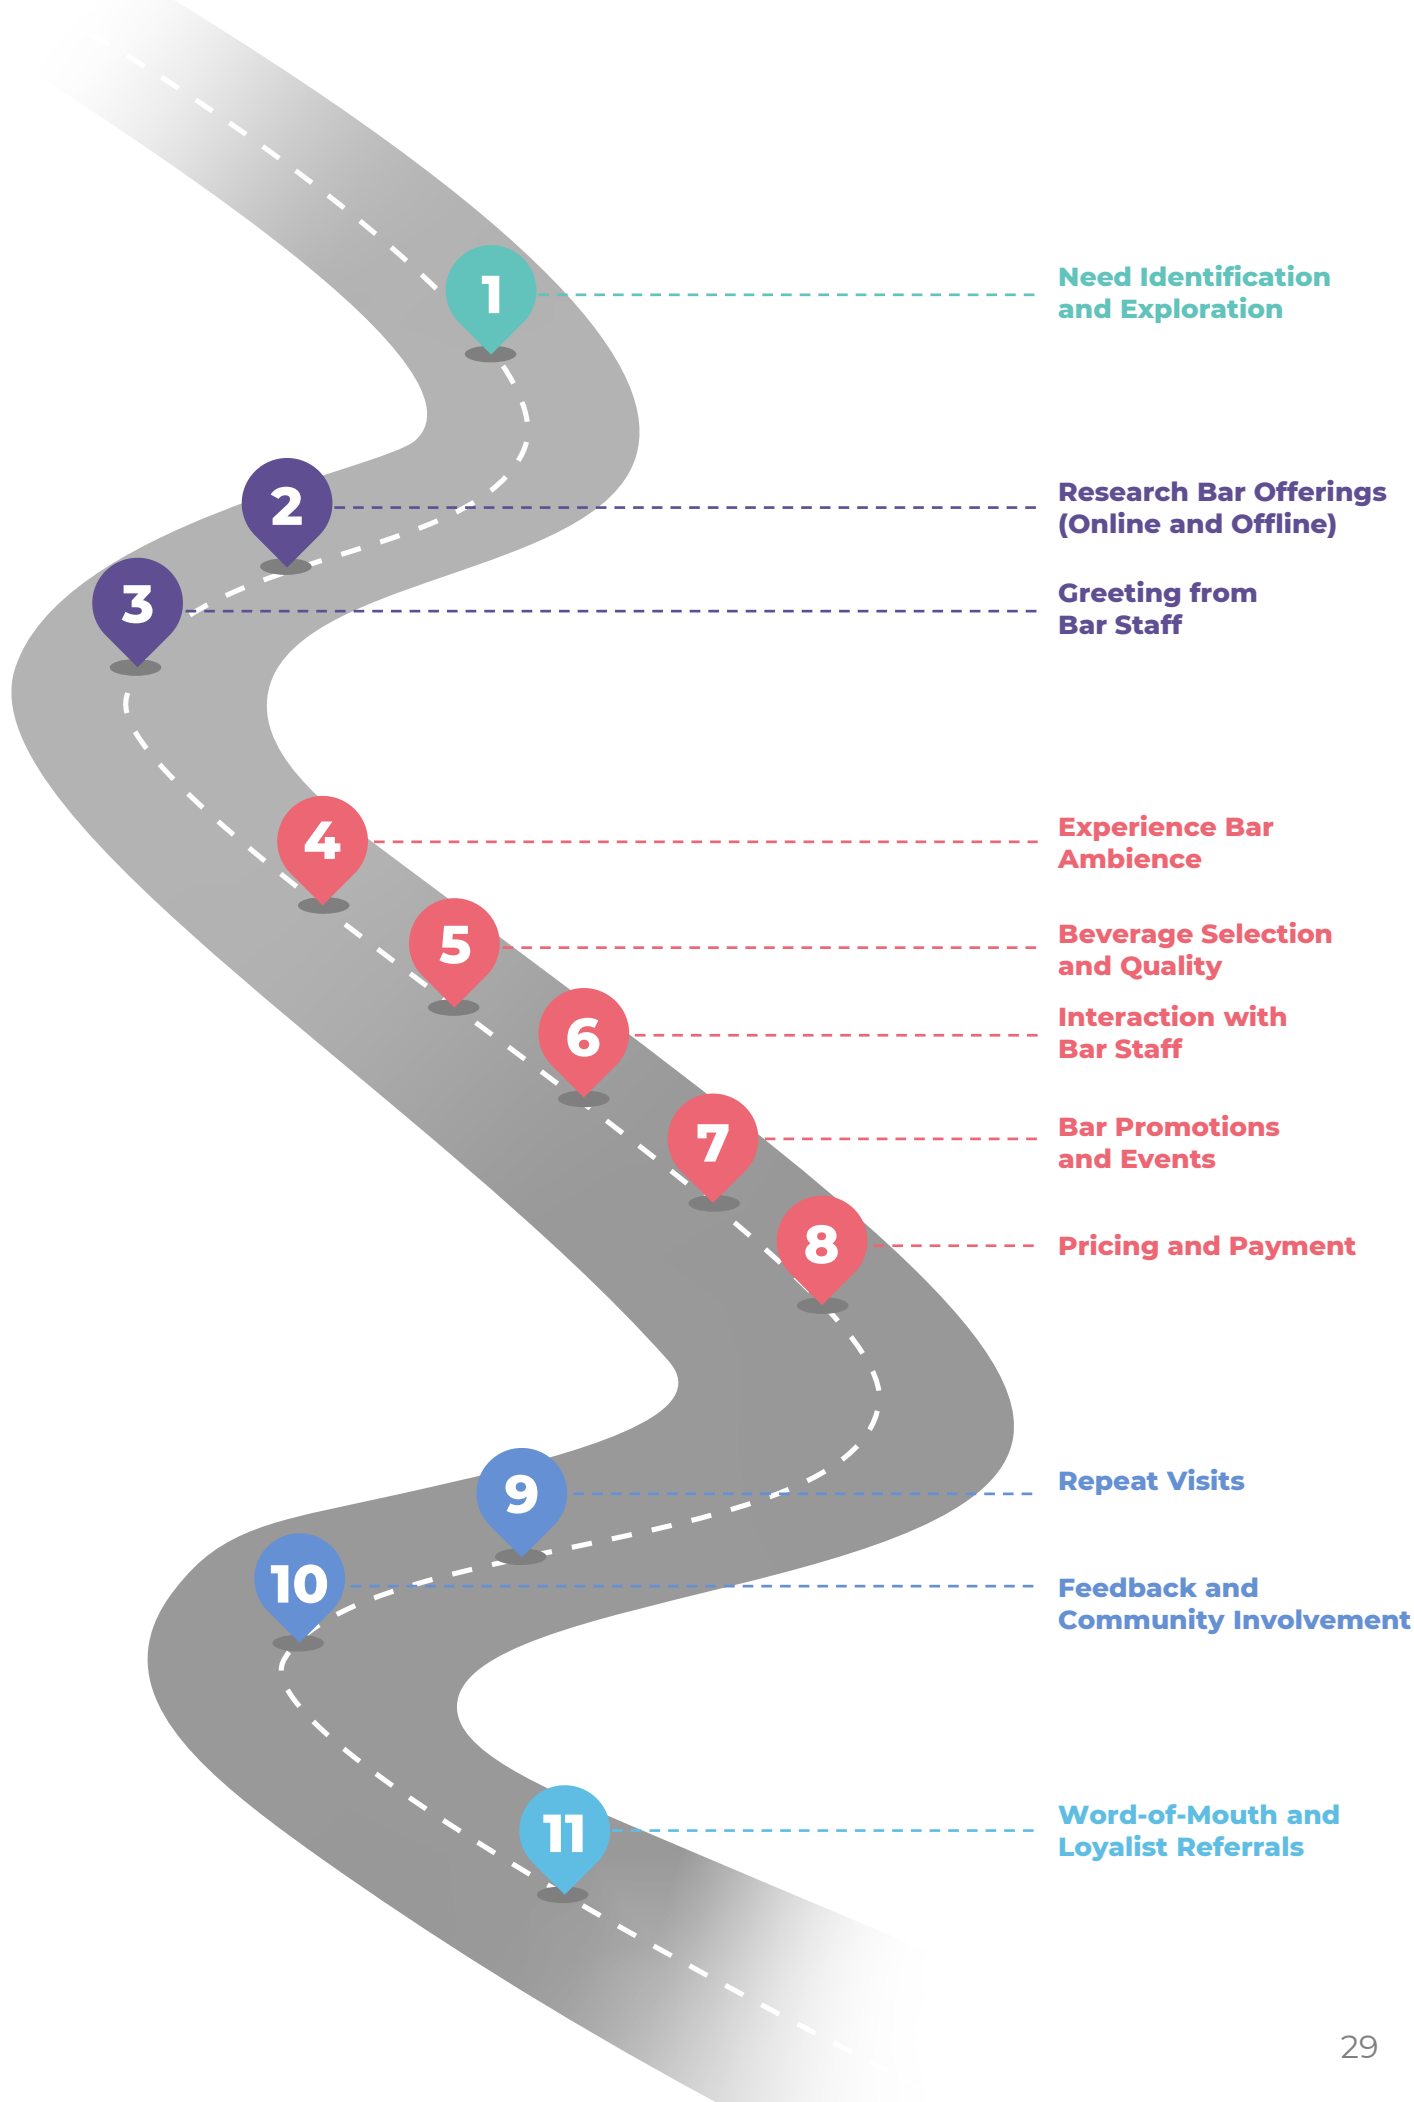 1
Need Identification
and Exploration
2
Research Bar Offerings
(Online and Offline)
3
Greeting from
Bar Staff
4
Experience Bar
Ambience
5
Beverage Selection
and Quality
6
Interaction with
Bar Staff
7
Bar Promotions
and Events
8
Pricing and Payment
9
Repeat Visits
10
Feedback and
Community Involvement
11
Word-of-Mouth and
Loyalist Referrals
29